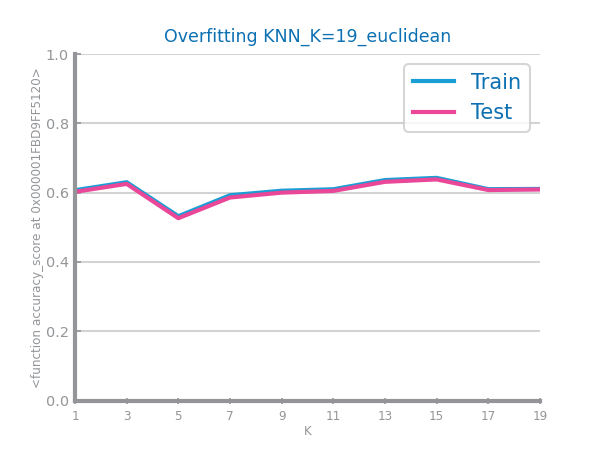 Overfitting KNN_K=19_euclidean
<function accuracy_score at 0x000001FBD9FF5120>
1.0
0.8
0.6
0.4
0.2
0.0
Train
Test
1 3 5 7 9 11 13 15 17 19
K